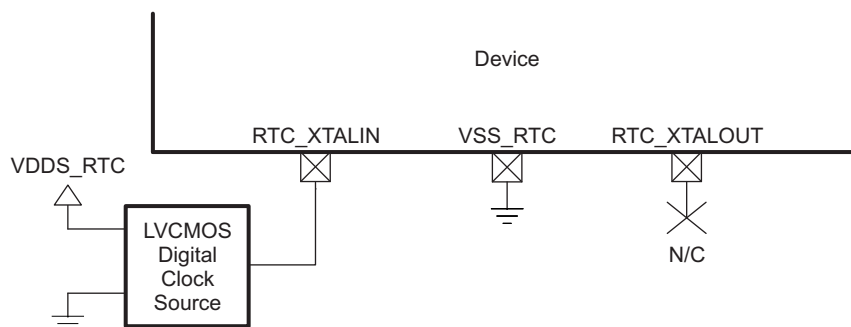 Device
RTC_XTALIN
VSS_RTC
RTC_XTALOUT
VDDS_RTC
LVCMOS
Digital
Clock
Source
N/C